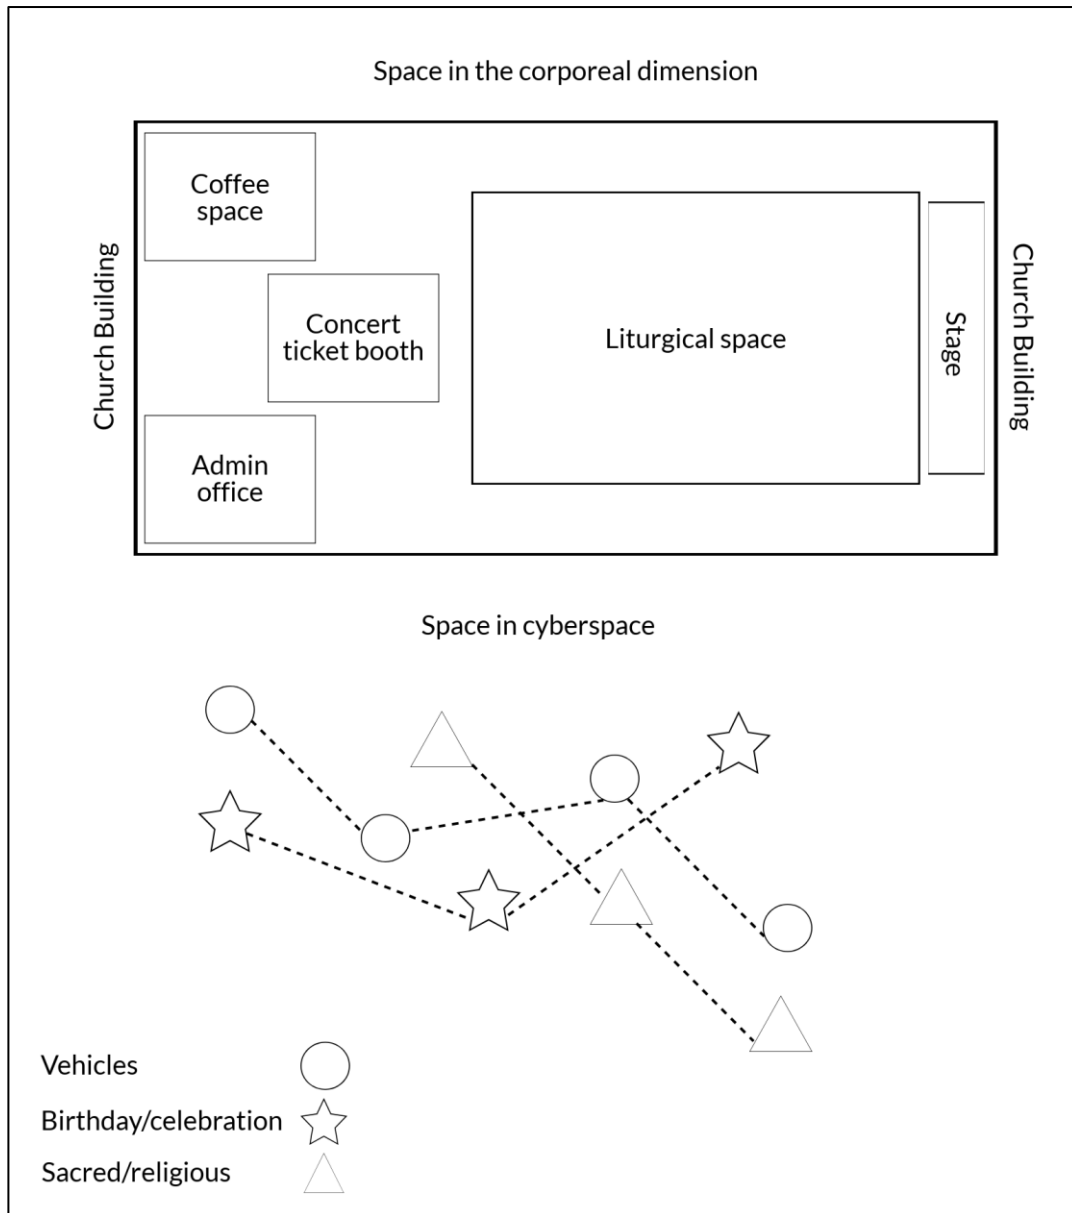 Space in the corporeal dimension
Church Building
Coffee
space
Concert
ticket booth
Admin
office
Liturgical space
Stage
Church Building
Space in cyberspace
Vehicles
Birthday/celebration
Sacred/religious